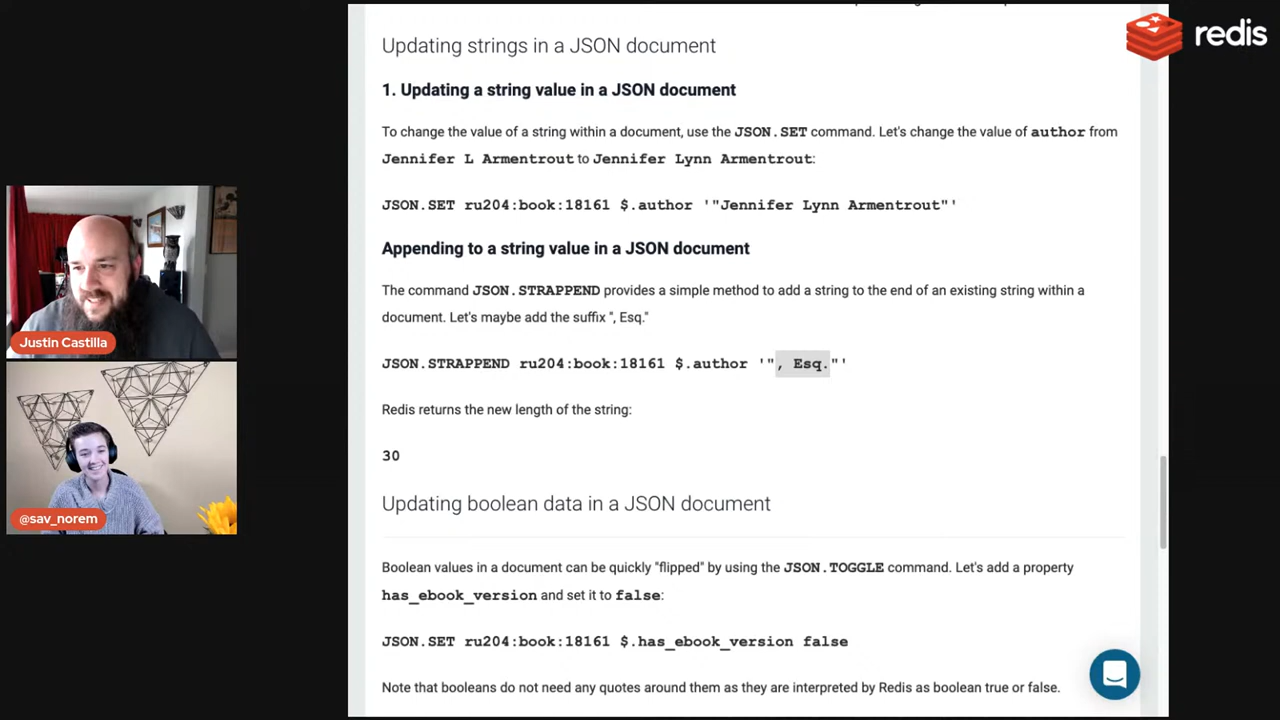 redis
Updating strings in a JSON document
1. Updating a string value in a JSON document
To change the value of a string within a document, use the JSON.SET command. Let's change the value of author from
Jennifer L Armentrout to Jennifer Lynn Armentrout:
JSON.SET ru204:book:18161 $.author '"Jennifer Lynn Armentrout"'
Appending to a string value in a JSON document
The command JSON.STRAPPEND provides a simple method to add a string to the end of an existing string within a
document. Let's maybe add the suffix ", Esq."
JSON.STRAPPEND ru204:book:18161 $.author '", Esq."'
Redis returns the new length of the string:
30
Updating boolean data in a JSON document
Boolean values in a document can be quickly "flipped" by using the JSON.TOGGLE command. Let's add a property
has_ebook_version and set it to false:
JSON.SET ru204:book:18161 $.has_ebook_version false
Note that booleans do not need any quotes around them as they are interpreted by Redis as boolean true or false.
Justin Castilla
@sav_norem